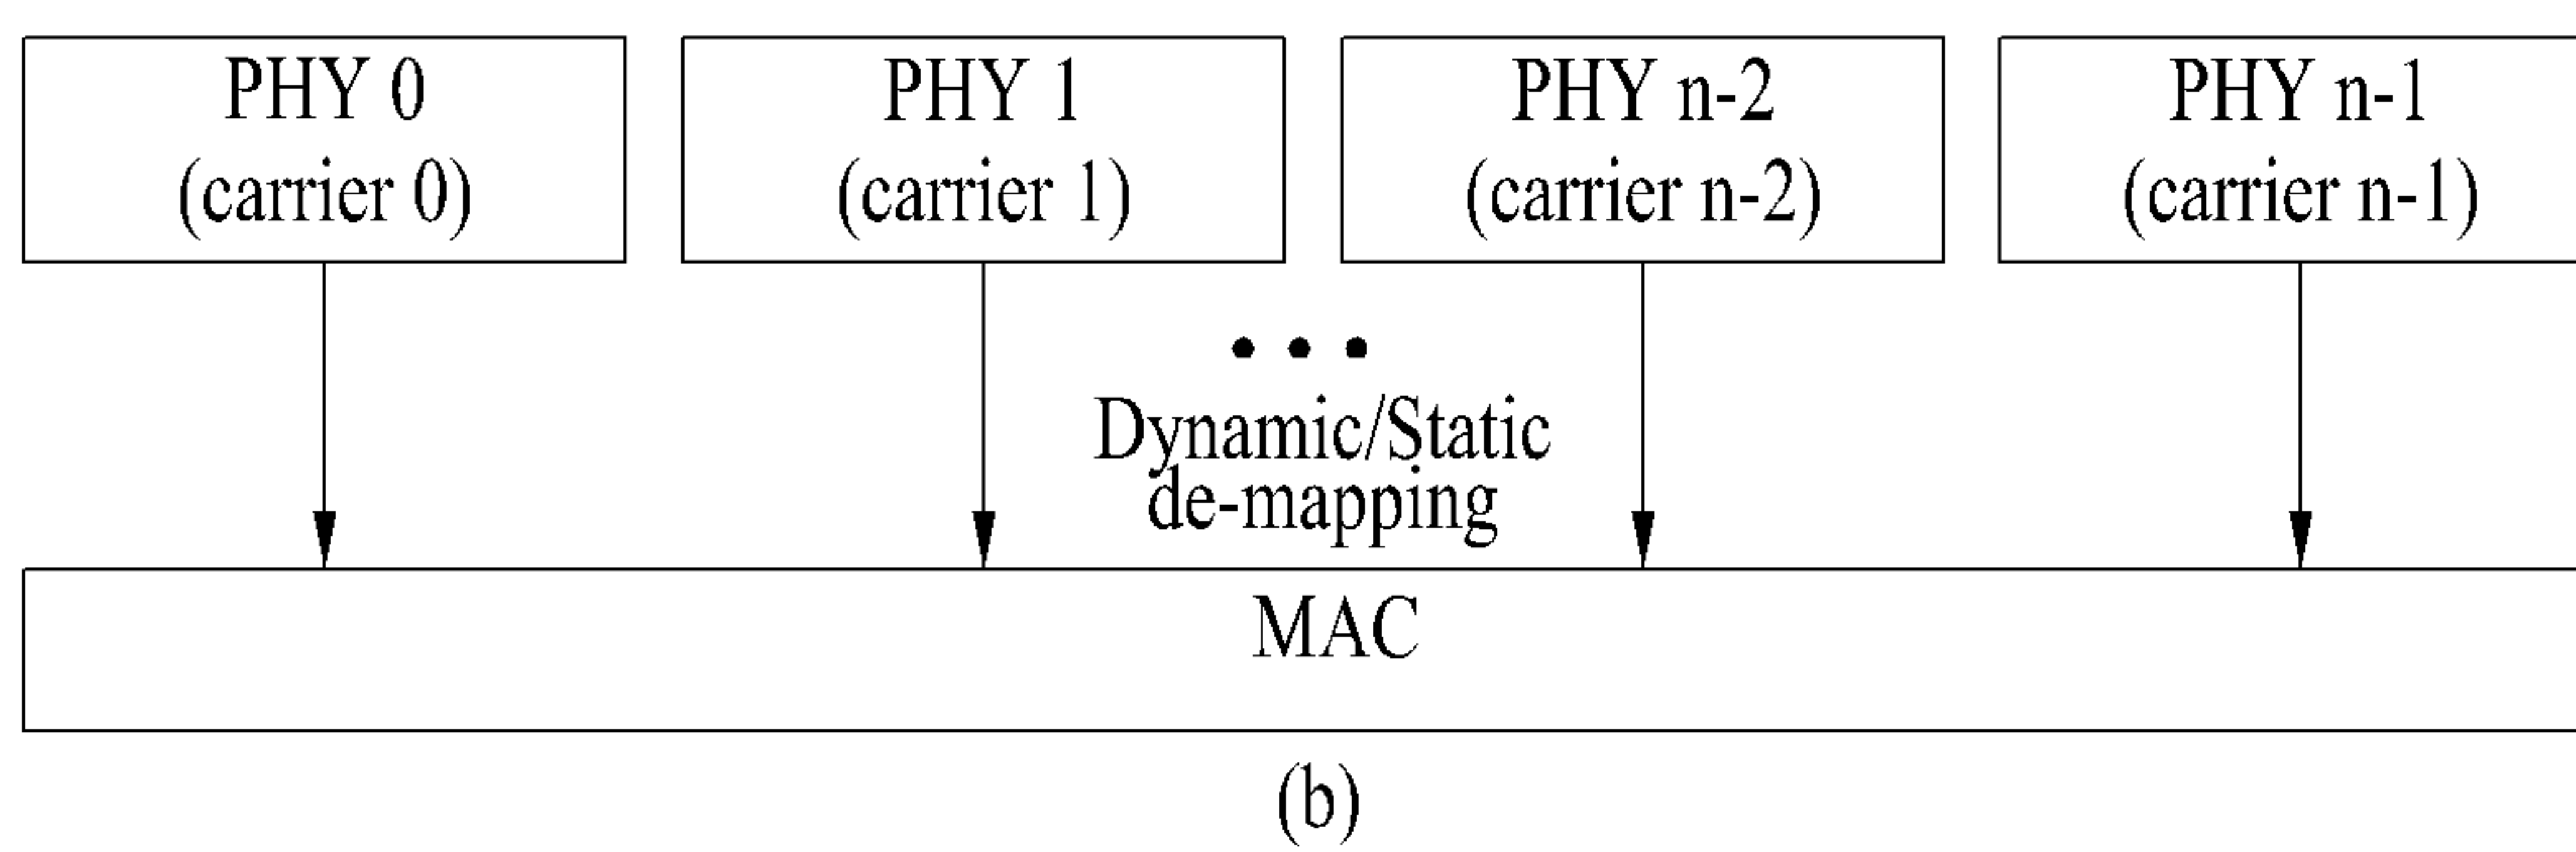 PHY 0
(carrier 0)
PHY 1
(carrier 1)
PHY n-2
(carrier n-2)
PHY n-1
(carrier n-1)
• • •
Dynamic/Static
de-mapping
MAC
(b)